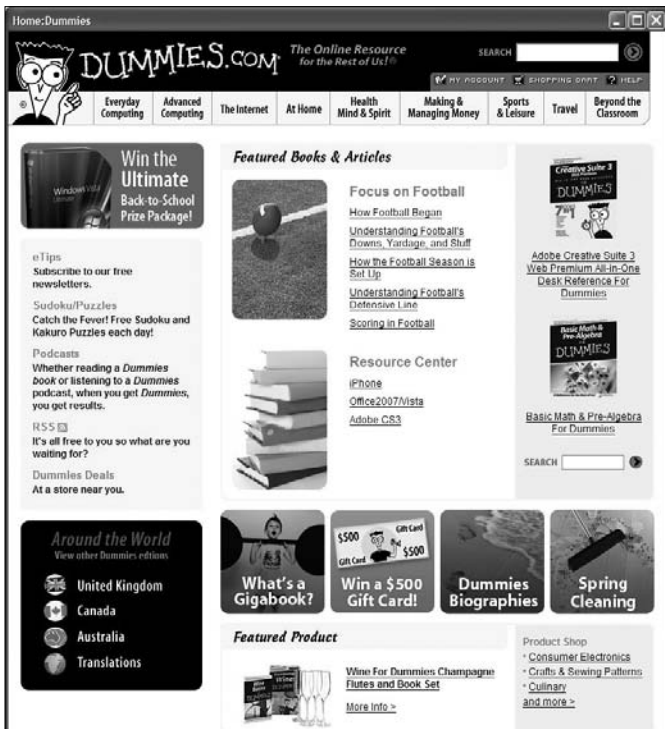 Home:Dummies
DUMMIES.COM
The Online Resource
for the Rest of Us!®
SEARCH
MY ACCOUNT SHOPPING CART HELP
Everyday
Computing
Advanced
Computing
The Internet
At Home
Health
Mind & Spirit
Making &
Managing Money
Sports
& Leisure
Travel
Beyond the
Classroom
Windows Vista
Ultimate
Win the
Ultimate
Back-to-School
Prize Package!
eTips
Subscribe to our free
newsletters.
Sudoku/Puzzles
Catch the Fever! Free Sudoku and
Kakuro Puzzles each day!
Podcasts
Whether reading a Dummies
book or listening to a Dummies
podcast, when you get Dummies,
you get results.
RSS
It's all free to you so what are you
waiting for?
Dummies Deals
At a store near you.
Around the World
View other Dummies edtions
United Kingdom
Canada
Australia
Translations
Featured Books & Articles
Focus on Football
How Football Began
Understanding Football's
Downs, Yardage, and Stuff
How the Football Season is
Set Up
Understanding Football's
Defensive Line
Scoring in Football
Resource Center
iPhone
Office2007/Vista
Adobe CS3
Creative Suite 3
DUMMIES
Adobe Creative Suite 3
Web Premium All-in-One
Desk Reference For
Dummies
Basic Math &
Pre-Algebra
DUMMIES
Basic Math & Pre-Algebra
For Dummies
SEARCH
What's a
Gigabook?
$500
Gift Card
Gift Card
$500
Win a $500
Gift Card!
Dummies
Biographies
Spring
Cleaning
Featured Product
Wine For Dummies Champagne
Flutes and Book Set
More Info >
Product Shop
· Consumer Electronics
· Crafts & Sewing Patterns
· Culinary
and more >